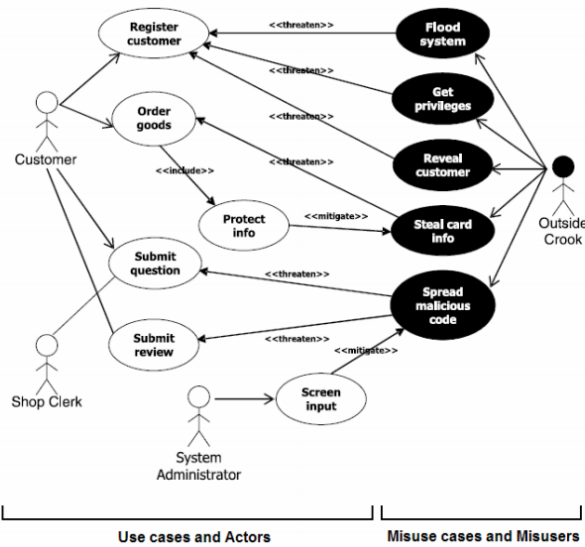 Register
customer
<<threaten>>
Flood
system
<<threaten>>
Get
privileges
Order
goods
<<threaten>>
Customer
Reveal
customer
<<threaten>>
<<include>>
Protect
info
<<mitigate>>
Steal card
info
Outside
Crook
Submit
question
<<threaten>>
Spread
malicious
code
Submit
review
<<threaten>>
<<mitigate>>
Shop Clerk
Screen
input
System
Administrator
Use cases and Actors
Misuse cases and Misusers